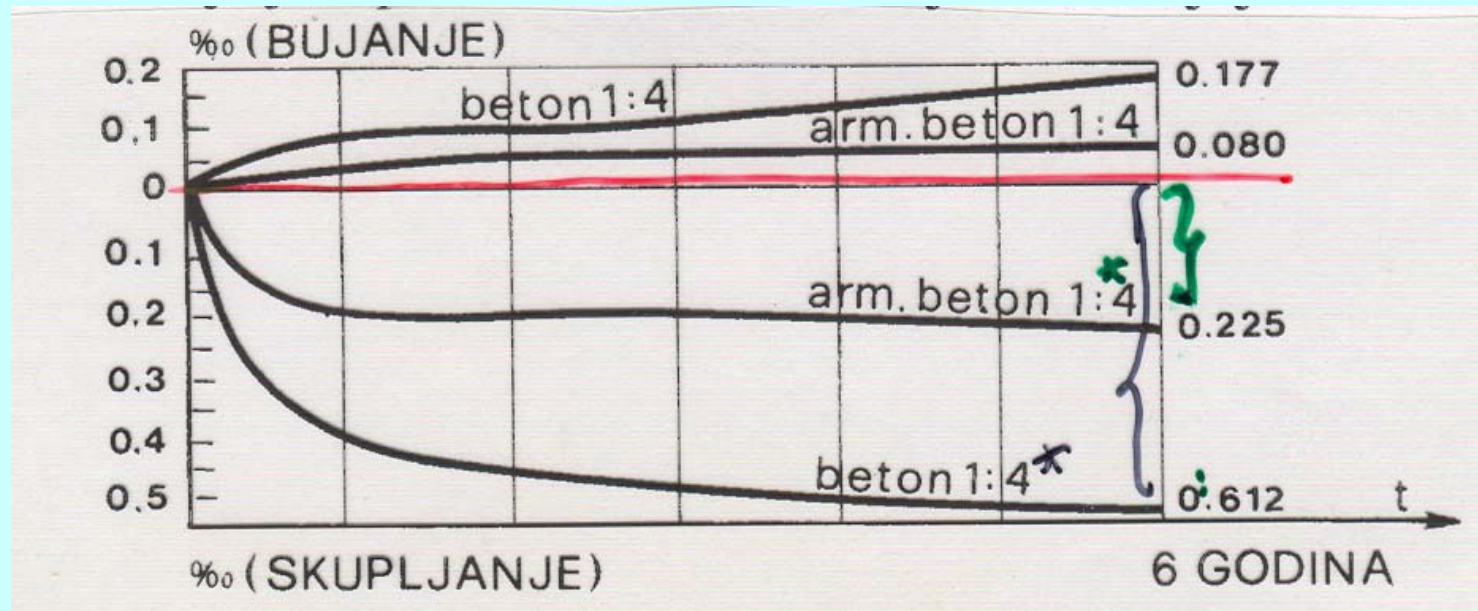 ‰ (BUJANJE)
0.2
0.1
0
0.1
0.2
0.3
0.4
0.5
beton 1:4
arm. beton 1:4
arm. beton 1:4*
beton 1:4*
0.177
0.080
0.225
0.612
t
‰ (SKUPLJANJE)
6 GODINA